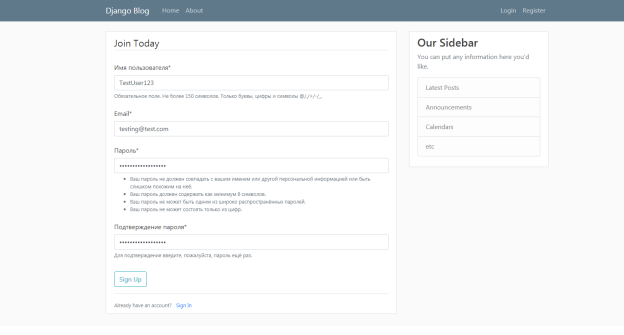 Django Blog Home About Login Register
Join Today
Имя пользователя*
TestUser123
Обязательное поле. Не более 150 символов. Только буквы, цифры и символы @/./+/-/_.
Email*
testing@test.com
Пароль*
••••••••••••••••••
Ваш пароль не должен совпадать с вашим именем или другой персональной информацией или быть
слишком похожим на неё.
Ваш пароль должен содержать как минимум 8 символов.
Ваш пароль не может быть одним из широко распространённых паролей.
Ваш пароль не может состоять только из цифр.
Подтверждение пароля*
••••••••••••••••••
Для подтверждения введите, пожалуйста, пароль ещё раз.
Sign Up
Already have an account? Sign In
Our Sidebar
You can put any information here you'd
like.
Latest Posts
Announcements
Calendars
etc